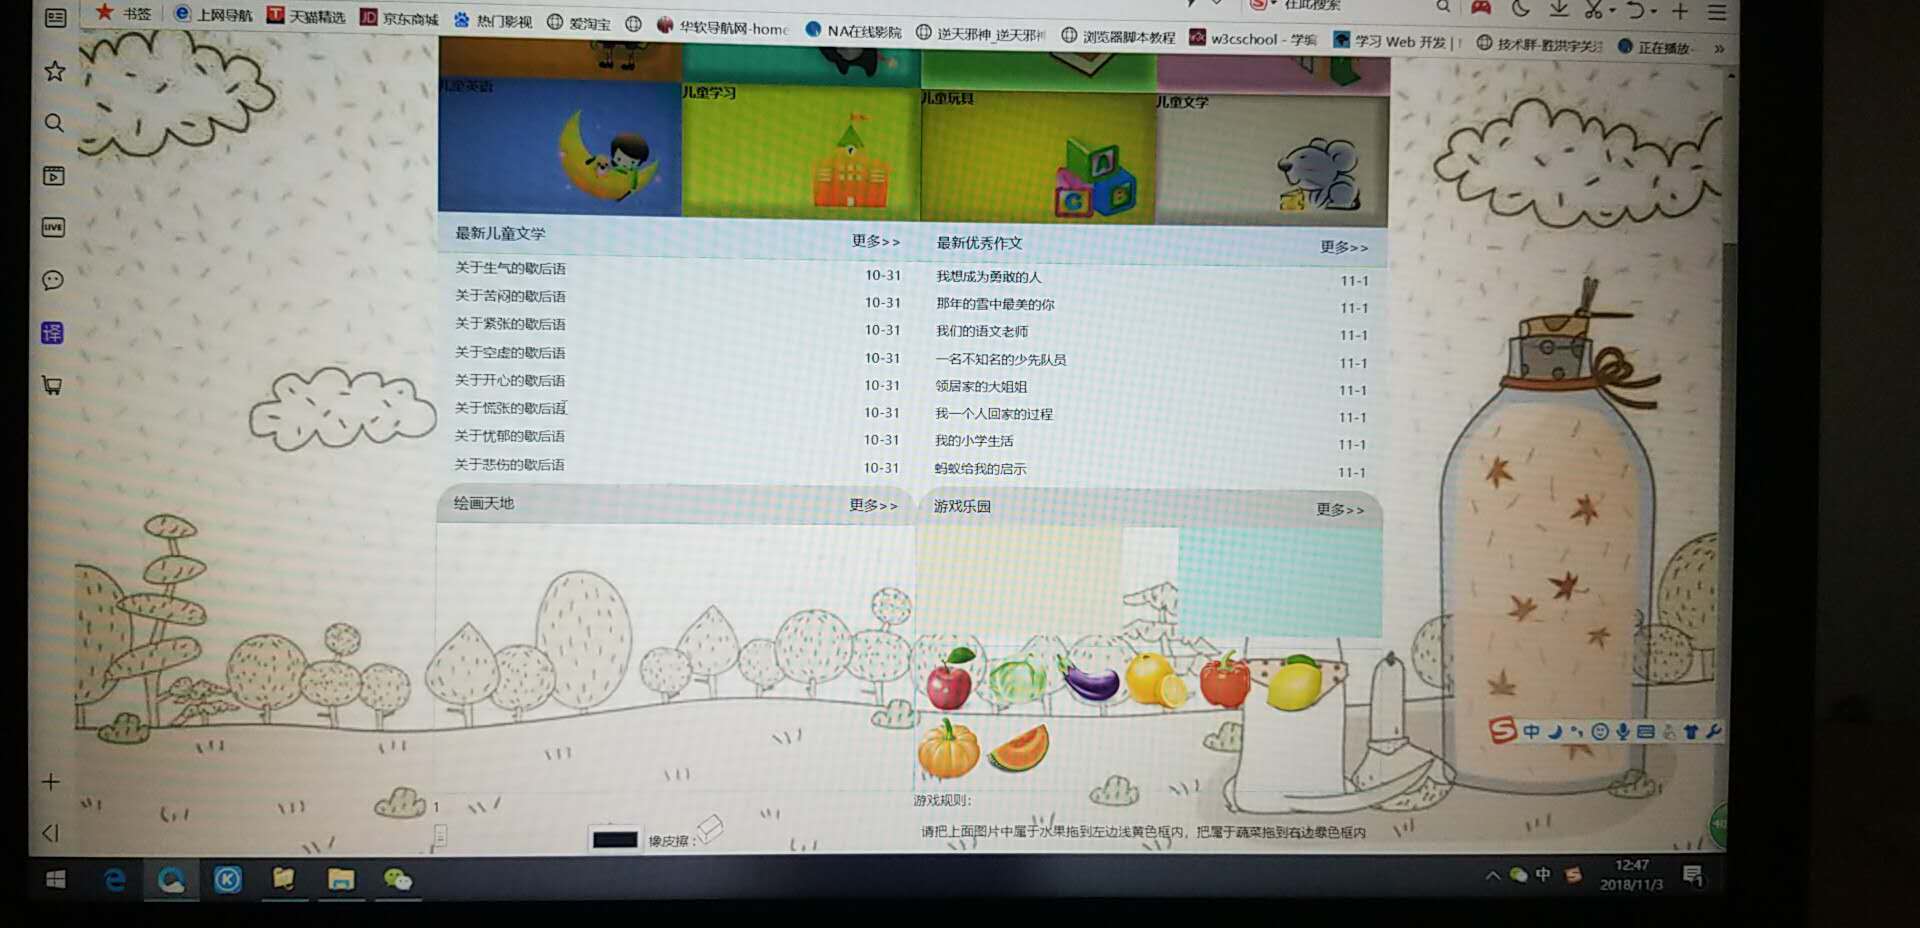 书签 上网导航 天猫精选 京东商城 热门影视 爱淘宝 华软导航网-home NA在线影院 逆天邪神_逆天邪神 浏览器脚本教程 w3cschool - 学编 学习 Web 开发 | 技术胖-胜洪宇关注 正在播放-
在此搜索
LIVE
译
儿童英语 儿童学习 儿童玩具 儿童文学
最新儿童文学 更多>>
关于生气的歇后语 10-31
关于苦闷的歇后语 10-31
关于紧张的歇后语 10-31
关于空虚的歇后语 10-31
关于开心的歇后语 10-31
关于慌张的歇后语 10-31
关于忧郁的歇后语 10-31
关于悲伤的歇后语 10-31
最新优秀作文 更多>>
我想成为勇敢的人 11-1
那年的雪中最美的你 11-1
我们的语文老师 11-1
一名不知名的少先队员 11-1
领居家的大姐姐 11-1
我一个人回家的过程 11-1
我的小学生活 11-1
蚂蚁给我的启示 11-1
绘画天地 更多>>
游戏乐园 更多>>
1
橡皮擦：
游戏规则：
请把上面图片中属于水果拖到左边浅黄色框内，把属于蔬菜拖到右边绿色框内
中
中
12:47
2018/11/3